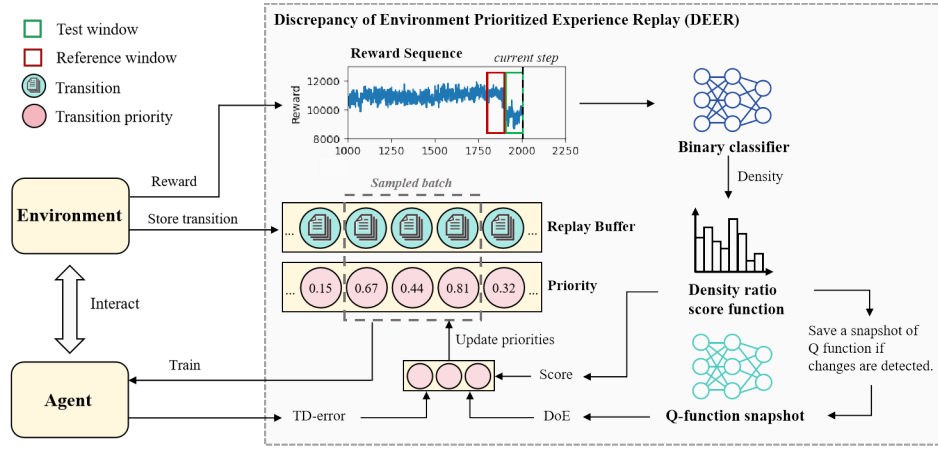 Discrepancy of Environment Prioritized Experience Replay (DEER)
Test window
Reference window
Transition
Transition priority
Reward Sequence
current step
Reward
12000
10000
8000
1000
1250
1500
1750
2000
2250
Binary classifier
Density
Environment
Reward
Store transition
Sampled batch
...
...
Replay Buffer
...
0.15
0.67
0.44
0.81
0.32
...
Priority
Density ratio
score function
Interact
Update priorities
Save a snapshot of
Q function if
changes are detected.
Train
Score
Agent
TD-error
DoE
Q-function snapshot